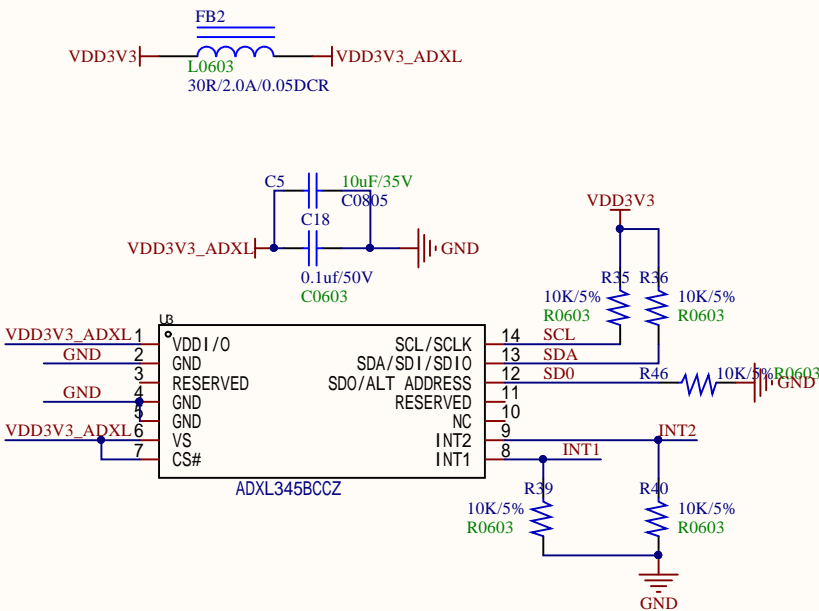 FB2
VDD3V3
VDD3V3_ADXL
L0603
30R/2.0A/0.05DCR
C5
10uF/35V
C0805
C18
VDD3V3_ADXL
GND
0.1uf/50V
C0603
VDD3V3
R35
R36
10K/5%
10K/5%
R0603
R0603
U3
VDD3V3_ADXL 1 VDDI/O SCL/SCLK 14 SCL
GND 2 GND SDA/SDI/SDIO 13 SDA
3 RESERVED SDO/ALT ADDRESS 12 SD0 R46 10K/5% R0603 GND
GND 4 GND RESERVED 11
5 GND NC 10
VDD3V3_ADXL 6 VS INT2 9 INT2
7 CS# INT1 8 INT1
ADXL345BCCZ
R39
R40
10K/5%
10K/5%
R0603
R0603
GND